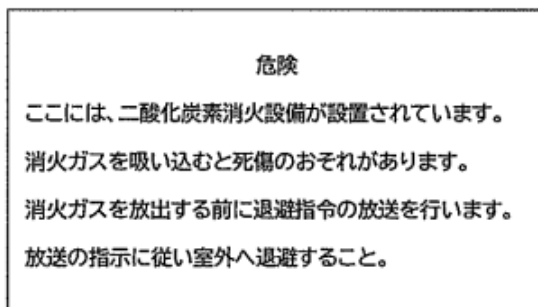 危険
ここには、二酸化炭素消火設備が設置されています。
消火ガスを吸い込むと死傷のおそれがあります。
消火ガスを放出する前に退避指令の放送を行います。
放送の指示に従い室外へ退避すること。